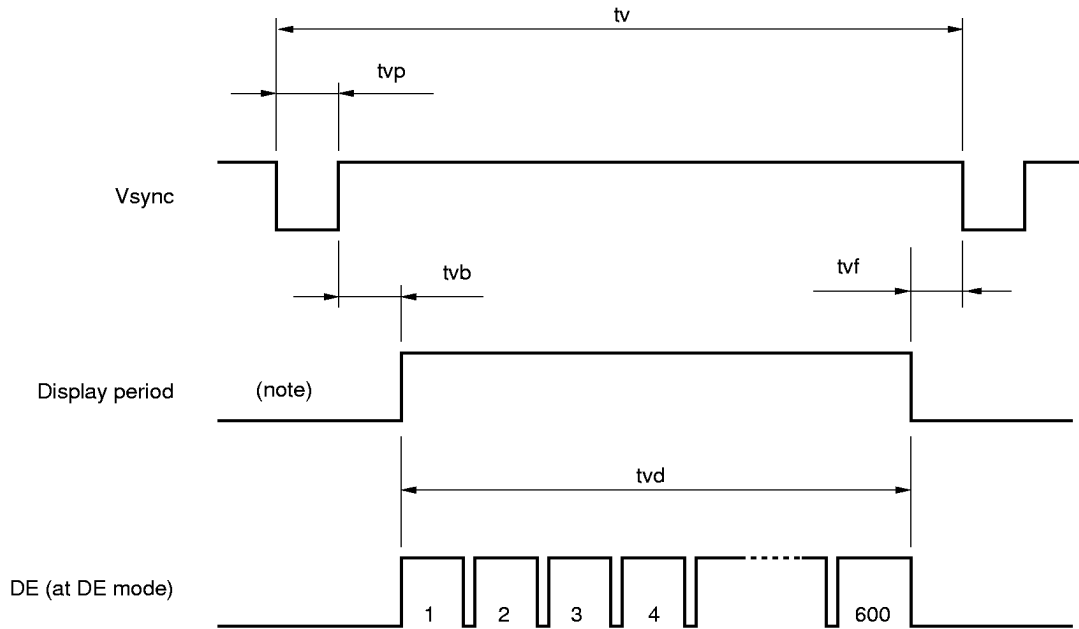 tv
tvp
Vsync
tvb
tvf
Display period
(note)
tvd
DE (at DE mode)
1 2 3 4 600